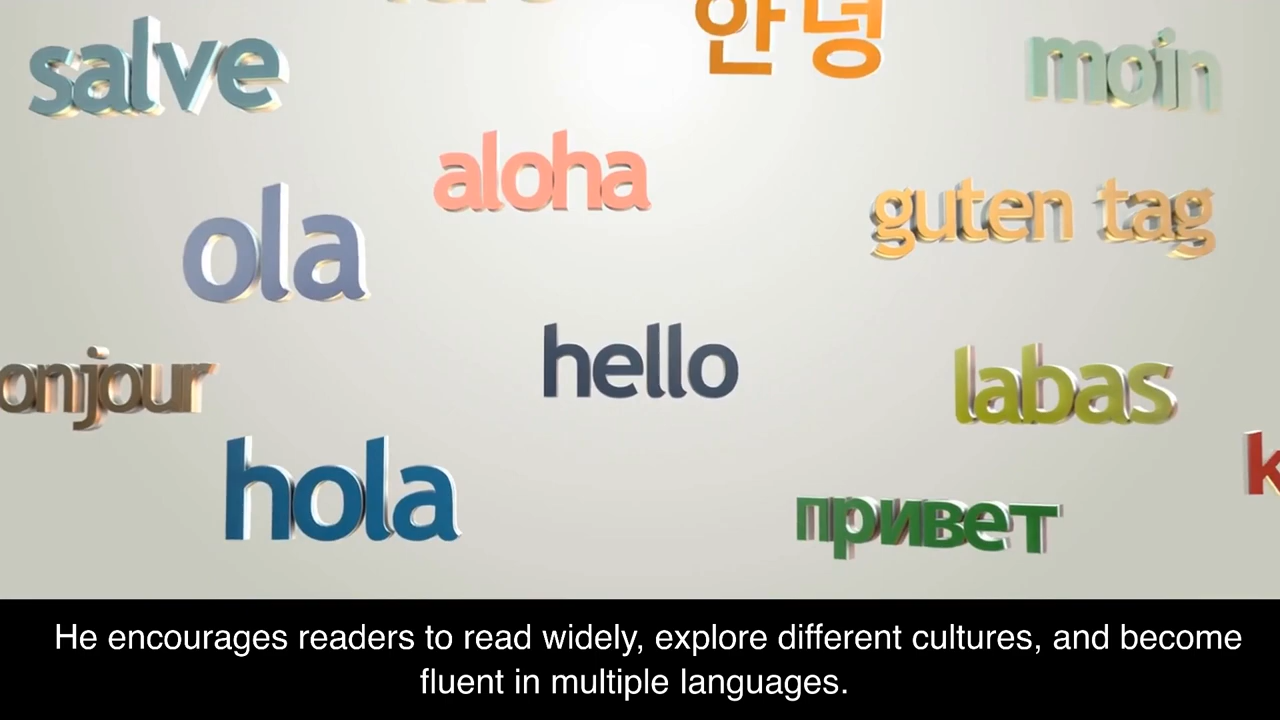 안녕
salve
moin
aloha
guten tag
ola
hello
onjour
labas
hola
k
привет
He encourages readers to read widely, explore different cultures, and become
fluent in multiple languages.